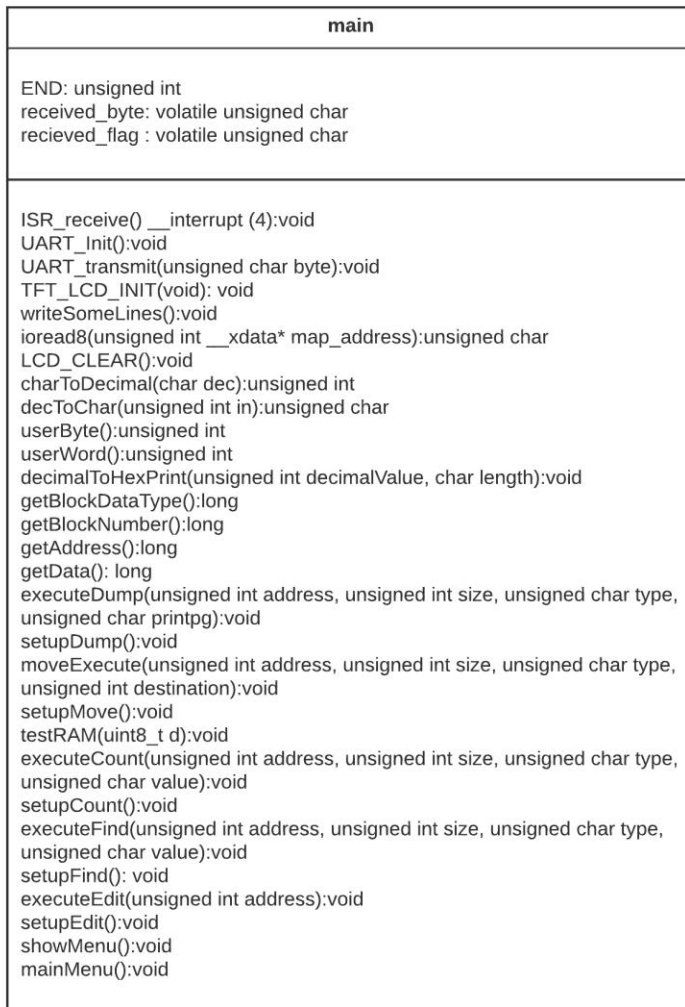 main
END: unsigned int
received_byte: volatile unsigned char
recieved_flag : volatile unsigned char
ISR_receive() __interrupt (4):void
UART_Init():void
UART_transmit(unsigned char byte):void
TFT_LCD_INIT(void): void
writeSomeLines():void
ioread8(unsigned int __xdata* map_address):unsigned char
LCD_CLEAR():void
charToDecimal(char dec):unsigned int
decToChar(unsigned int in):unsigned char
userByte():unsigned int
userWord():unsigned int
decimalToHexPrint(unsigned int decimalValue, char length):void
getBlockDataType():long
getBlockNumber():long
getAddress():long
getData(): long
executeDump(unsigned int address, unsigned int size, unsigned char type,
unsigned char printpg):void
setupDump():void
moveExecute(unsigned int address, unsigned int size, unsigned char type,
unsigned int destination):void
setupMove():void
testRAM(uint8_t d):void
executeCount(unsigned int address, unsigned int size, unsigned char type,
unsigned char value):void
setupCount():void
executeFind(unsigned int address, unsigned int size, unsigned char type,
unsigned char value):void
setupFind(): void
executeEdit(unsigned int address):void
setupEdit():void
showMenu():void
mainMenu():void